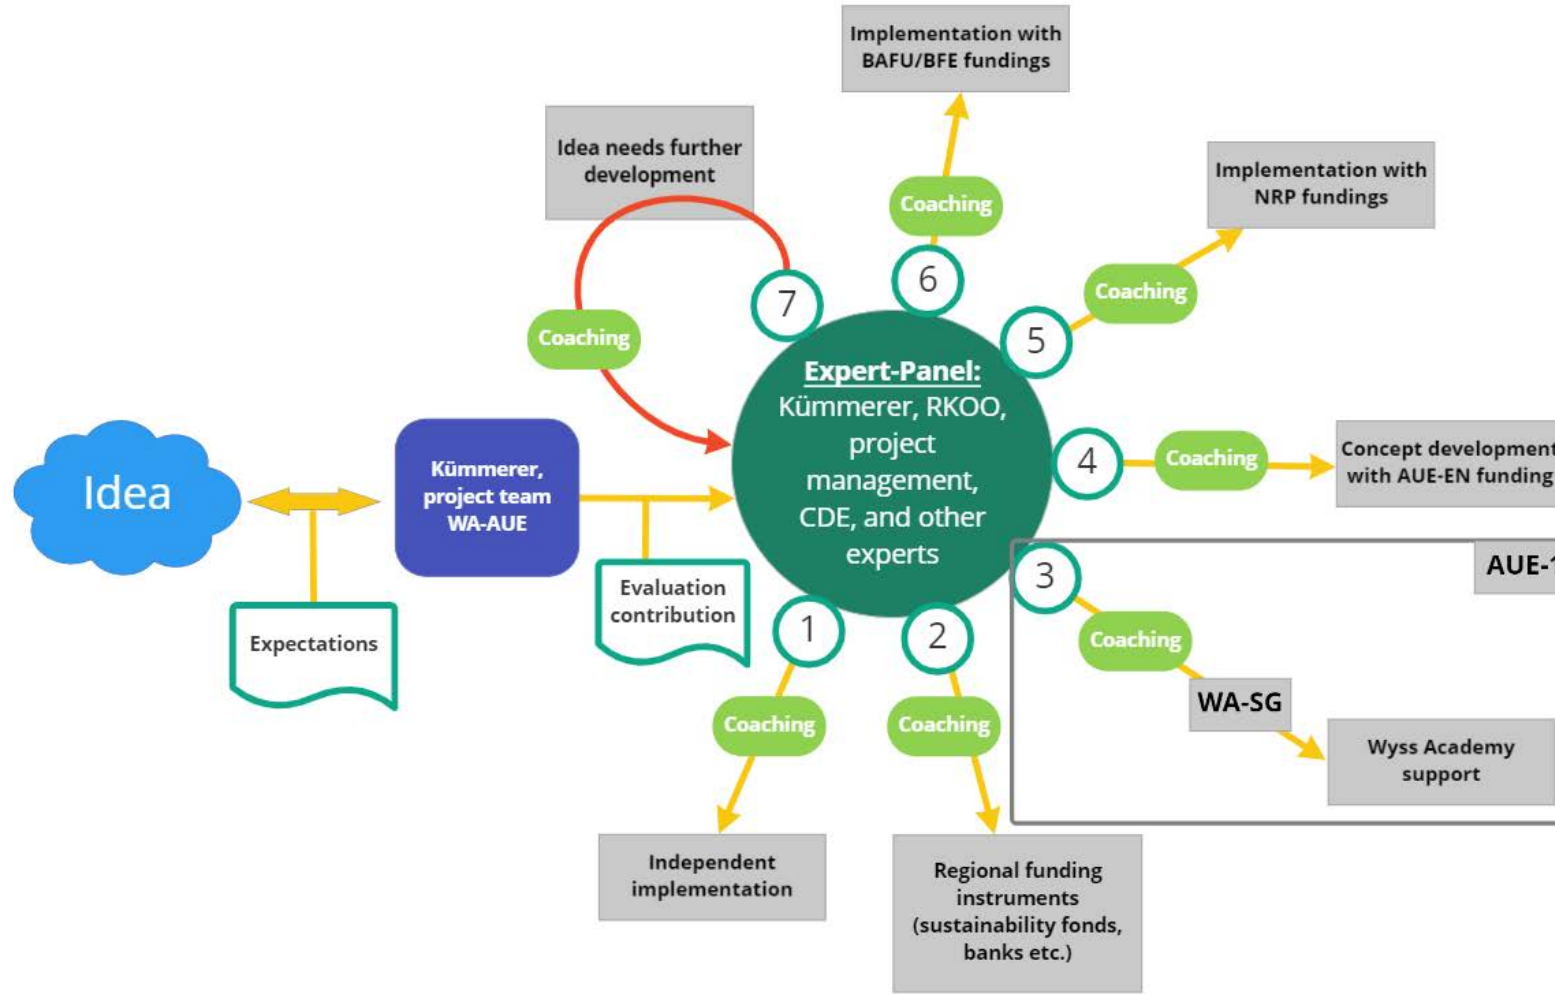 Implementation with
BAFU/BFE fundings
Idea needs further
development
Implementation with
NRP fundings
Coaching
6
7
Coaching
5
Coaching
Expert-Panel:
Kümmerer, RKOO,
project
management,
CDE, and other
experts
4
Coaching
Concept development
with AUE-EN funding
Idea
Kümmerer,
project team
WA-AUE
Expectations
Evaluation
contribution
3
AUE-1
Coaching
WA-SG
Wyss Academy
support
1
Coaching
Independent
implementation
2
Coaching
Regional funding
instruments
(sustainability fonds,
banks etc.)